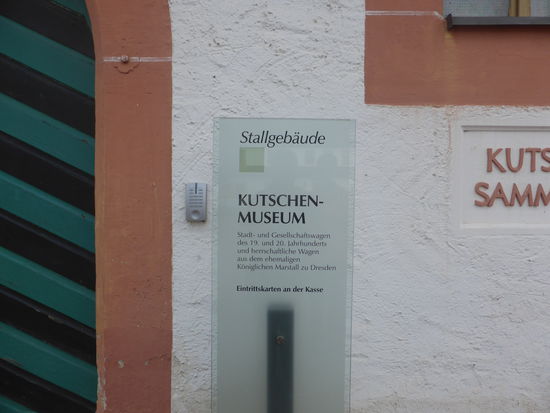 Stallgebäude
KUTSCHEN-
MUSEUM
Stadt- und Gesellschaftswagen
des 19. und 20. Jahrhunderts
und herrschaftliche Wagen
aus dem ehemaligen
Königlichen Marstall zu Dresden
Eintrittskarten an der Kasse
KUTS
SAMM